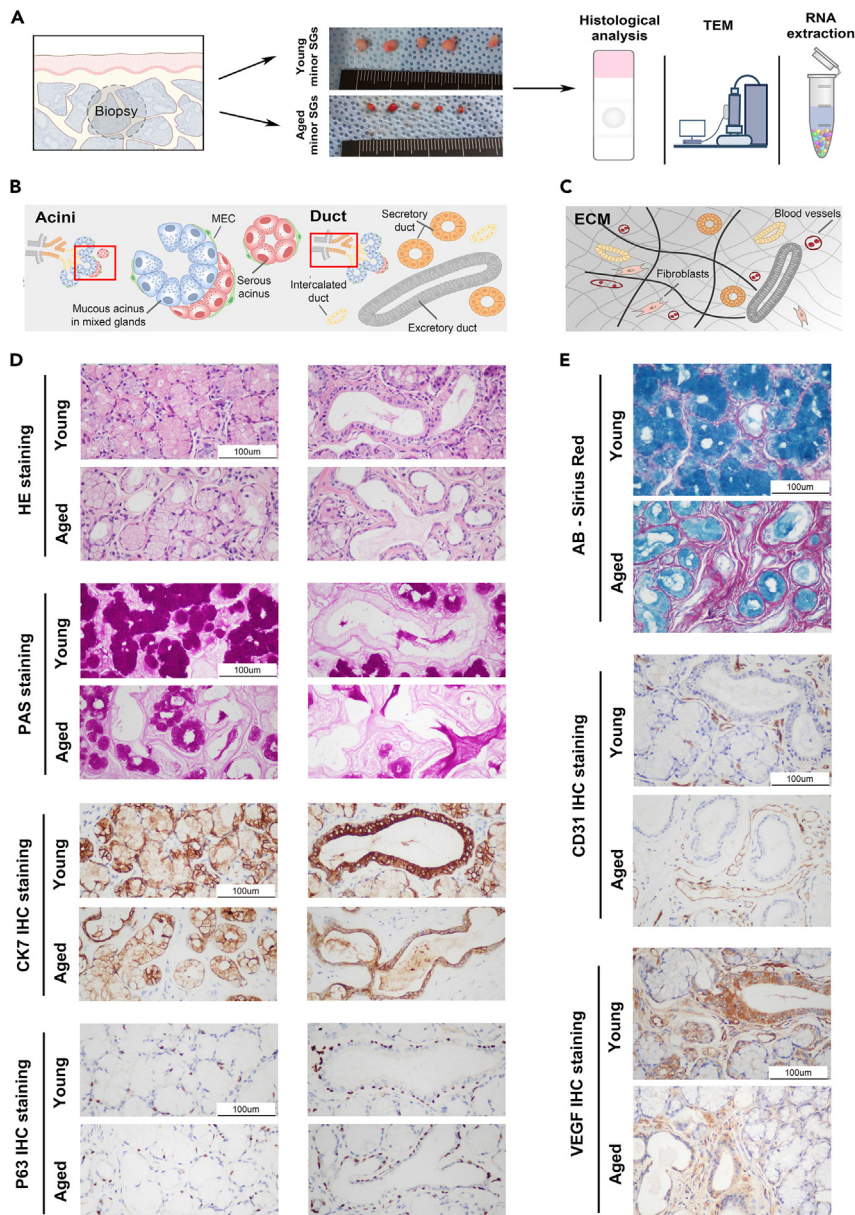 A
Biopsy
Young
minor SGs
Aged
minor SGs
Histological
analysis
TEM
RNA
extraction
B
Acini
MEC
Serous
acinus
Mucous acinus
in mixed glands
Duct
Secretory
duct
Intercalated
duct
Excretory duct
C
ECM
Blood vessels
Fibroblasts
D
HE staining
Young
100um
Aged
PAS staining
Young
100um
Aged
CK7 IHC staining
Young
100um
Aged
P63 IHC staining
Young
100um
Aged
E
AB - Sirius Red
Young
100um
Aged
CD31 IHC staining
Young
100um
Aged
VEGF IHC staining
Young
100um
Aged